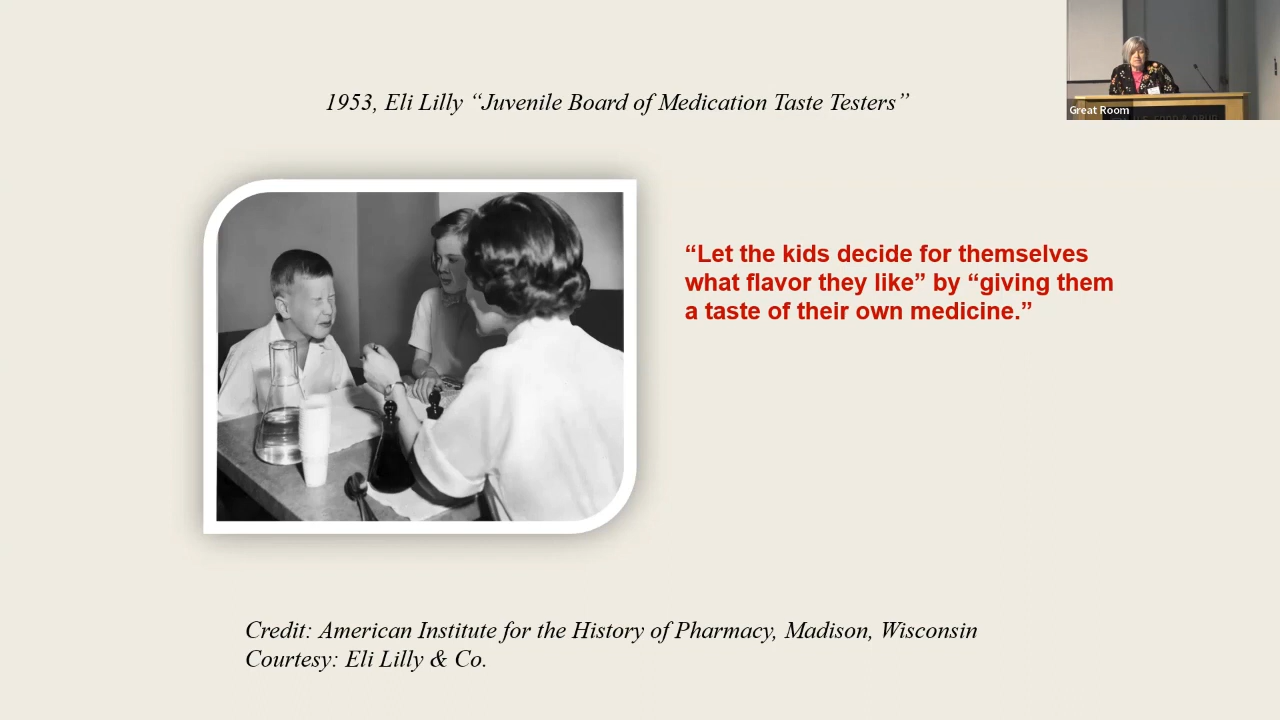 1953, Eli Lilly “Juvenile Board of Medication Taste Testers”
Great Room
“Let the kids decide for themselves
what flavor they like” by “giving them
a taste of their own medicine.”
Credit: American Institute for the History of Pharmacy, Madison, Wisconsin
Courtesy: Eli Lilly & Co.